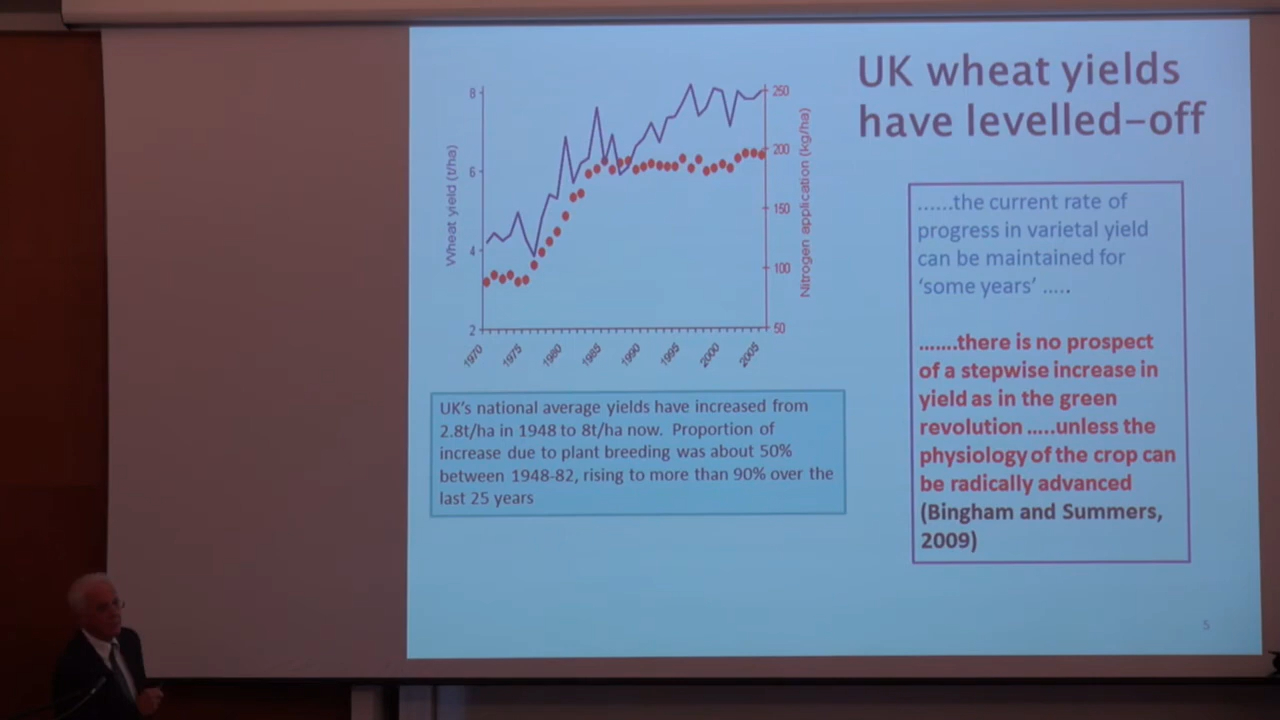 UK wheat yields
have levelled-off
8
6
4
2
Wheat yield (t/ha)
250
200
150
100
50
Nitrogen application (kg/ha)
1970
1975
1980
1985
1990
1995
2000
2005
......the current rate of
progress in varietal yield
can be maintained for
‘some years’ .....
.......there is no prospect
of a stepwise increase in
yield as in the green
revolution .....unless the
physiology of the crop can
be radically advanced
(Bingham and Summers,
2009)
UK's national average yields have increased from
2.8t/ha in 1948 to 8t/ha now. Proportion of
increase due to plant breeding was about 50%
between 1948-82, rising to more than 90% over the
last 25 years
5